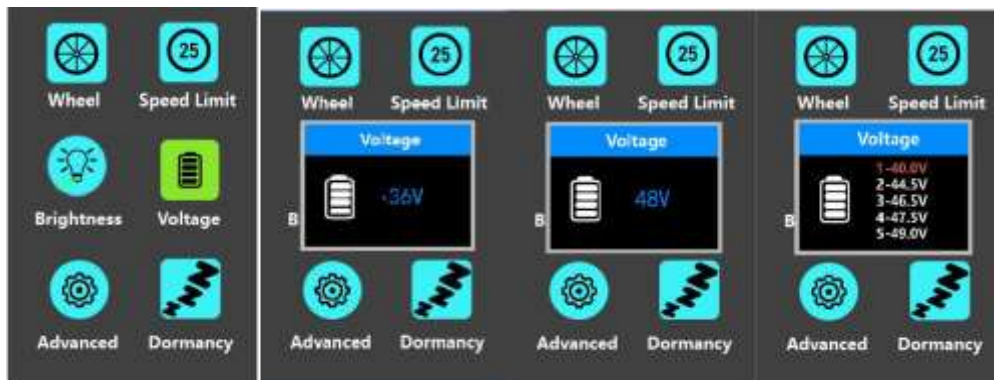 25
Wheel Speed Limit
Brightness Voltage
Advanced Dormancy
25
Wheel Speed Limit
Voltage
36V
B
Advanced Dormancy
25
Wheel Speed Limit
Voltage
48V
B
Advanced Dormancy
25
Wheel Speed Limit
Voltage
1-40.0V
2-44.5V
3-46.5V
4-47.5V
5-49.0V
B
Advanced Dormancy